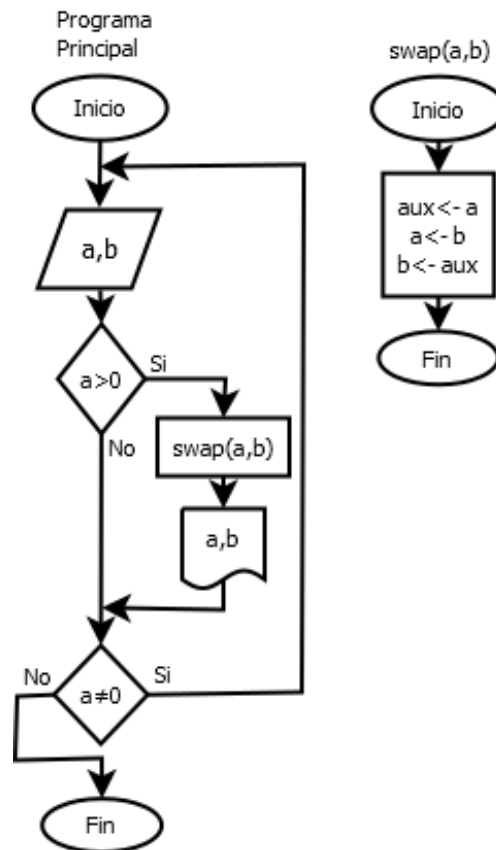 Programa
Principal
Inicio
a,b
a>0
Si
No
swap(a,b)
a,b
No
a≠0
Si
Fin
swap(a,b)
Inicio
aux<- a
a<- b
b<- aux
Fin